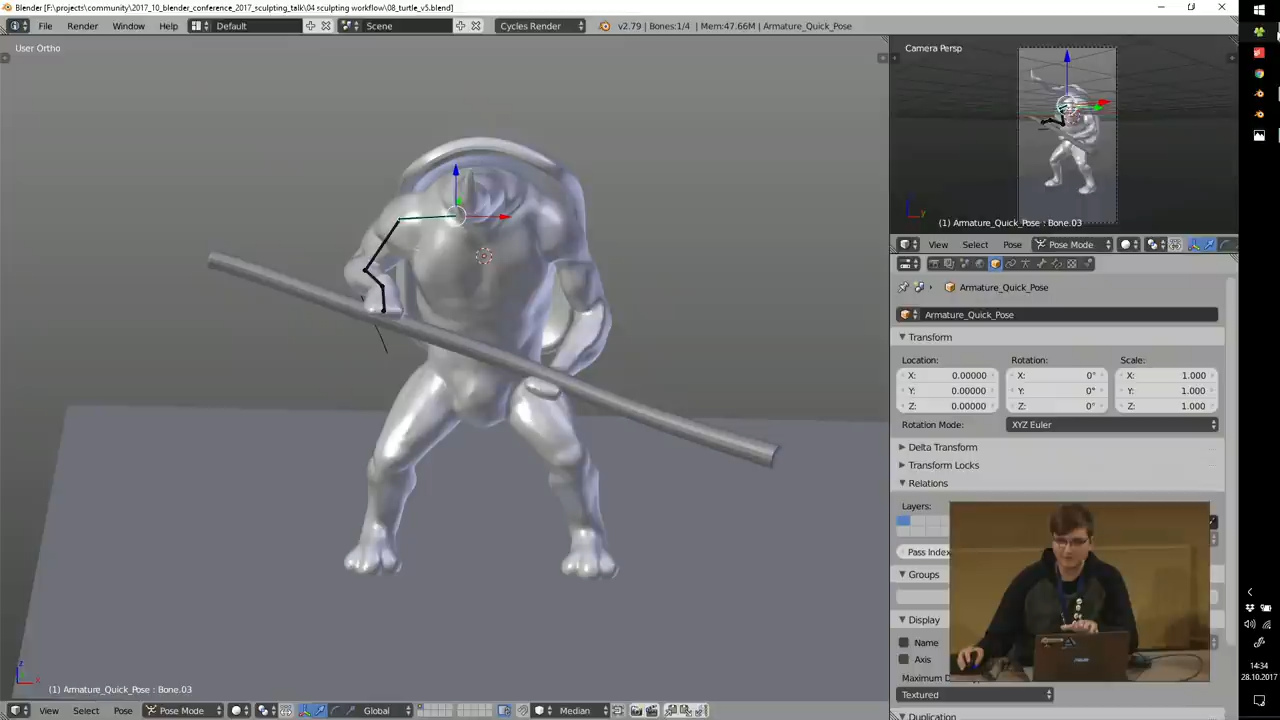 Blender [F:\projects\community\2017_10_blender_conference_2017_sculpting_talk\04 sculpting workflow\08_turtle_v5.blend]
File Render Window Help Default Scene Cycles Render v2.79 | Bones:1/4 | Mem:47.66M | Armature_Quick_Pose
User Ortho
Camera Persp
(1) Armature_Quick_Pose : Bone.03
View Select Pose Pose Mode
Armature_Quick_Pose
Armature_Quick_Pose
Transform
Location: Rotation: Scale:
X: 0.00000 X: 0° X: 1.000
Y: 0.00000 Y: 0° Y: 1.000
Z: 0.00000 Z: 0° Z: 1.000
Rotation Mode: XYZ Euler
Delta Transform
Transform Locks
Relations
Layers:
Pass Index
Groups
Display
Name
Axis
Textured
Duplication
(1) Armature_Quick_Pose : Bone.03
View Select Pose Pose Mode Global Median
14:34
28.10.2017